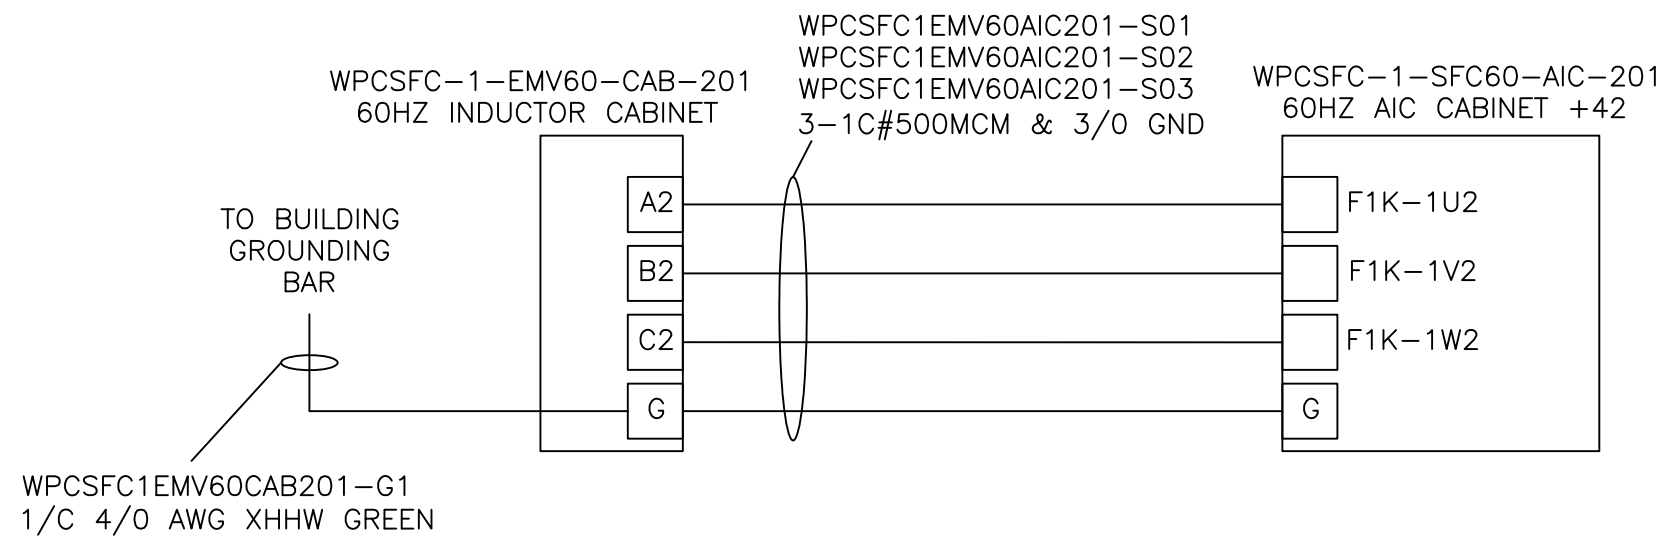 WPCSFC1EMV60AIC201-S01
WPCSFC1EMV60AIC201-S02
WPCSFC1EMV60AIC201-S03
3-1C#500MCM & 3/0 GND
WPCSFC-1-EMV60-CAB-201
60HZ INDUCTOR CABINET
WPCSFC-1-SFC60-AIC-201
60HZ AIC CABINET +42
A2
F1K-1U2
TO BUILDING
GROUNDING
BAR
B2
F1K-1V2
C2
F1K-1W2
G
G
WPCSFC1EMV60CAB201-G1
1/C 4/0 AWG XHHW GREEN